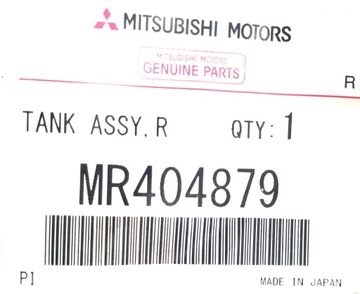 MITSUBISHI MOTORS
MITSUBISHI MOTORS
GENUINE PARTS
R
TANK ASSY,R QTY:1
MR404879
PI MADE IN JAPAN